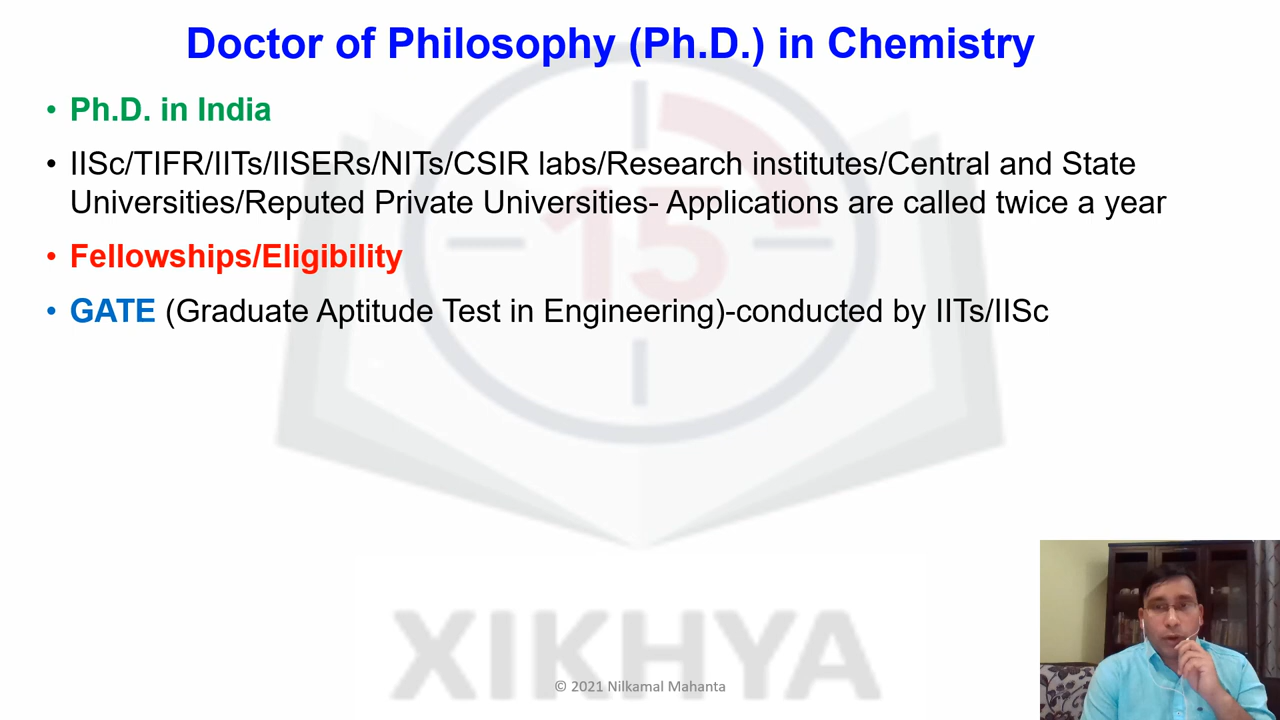 Doctor of Philosophy (Ph.D.) in Chemistry
• Ph.D. in India
• IISc/TIFR/IITs/IISERs/NITs/CSIR labs/Research institutes/Central and State
Universities/Reputed Private Universities- Applications are called twice a year
15
• Fellowships/Eligibility
• GATE (Graduate Aptitude Test in Engineering)-conducted by IITs/IISc
XIKHYA
© 2021 Nilkamal Mahanta